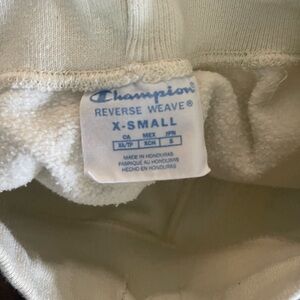 Champion
REVERSE WEAVE®
X-SMALL
CA MEX JPN
XS/TP XCH S
MADE IN HONDURAS
FABRIQUÉ AU HONDURAS
HECHO EN HONDURAS